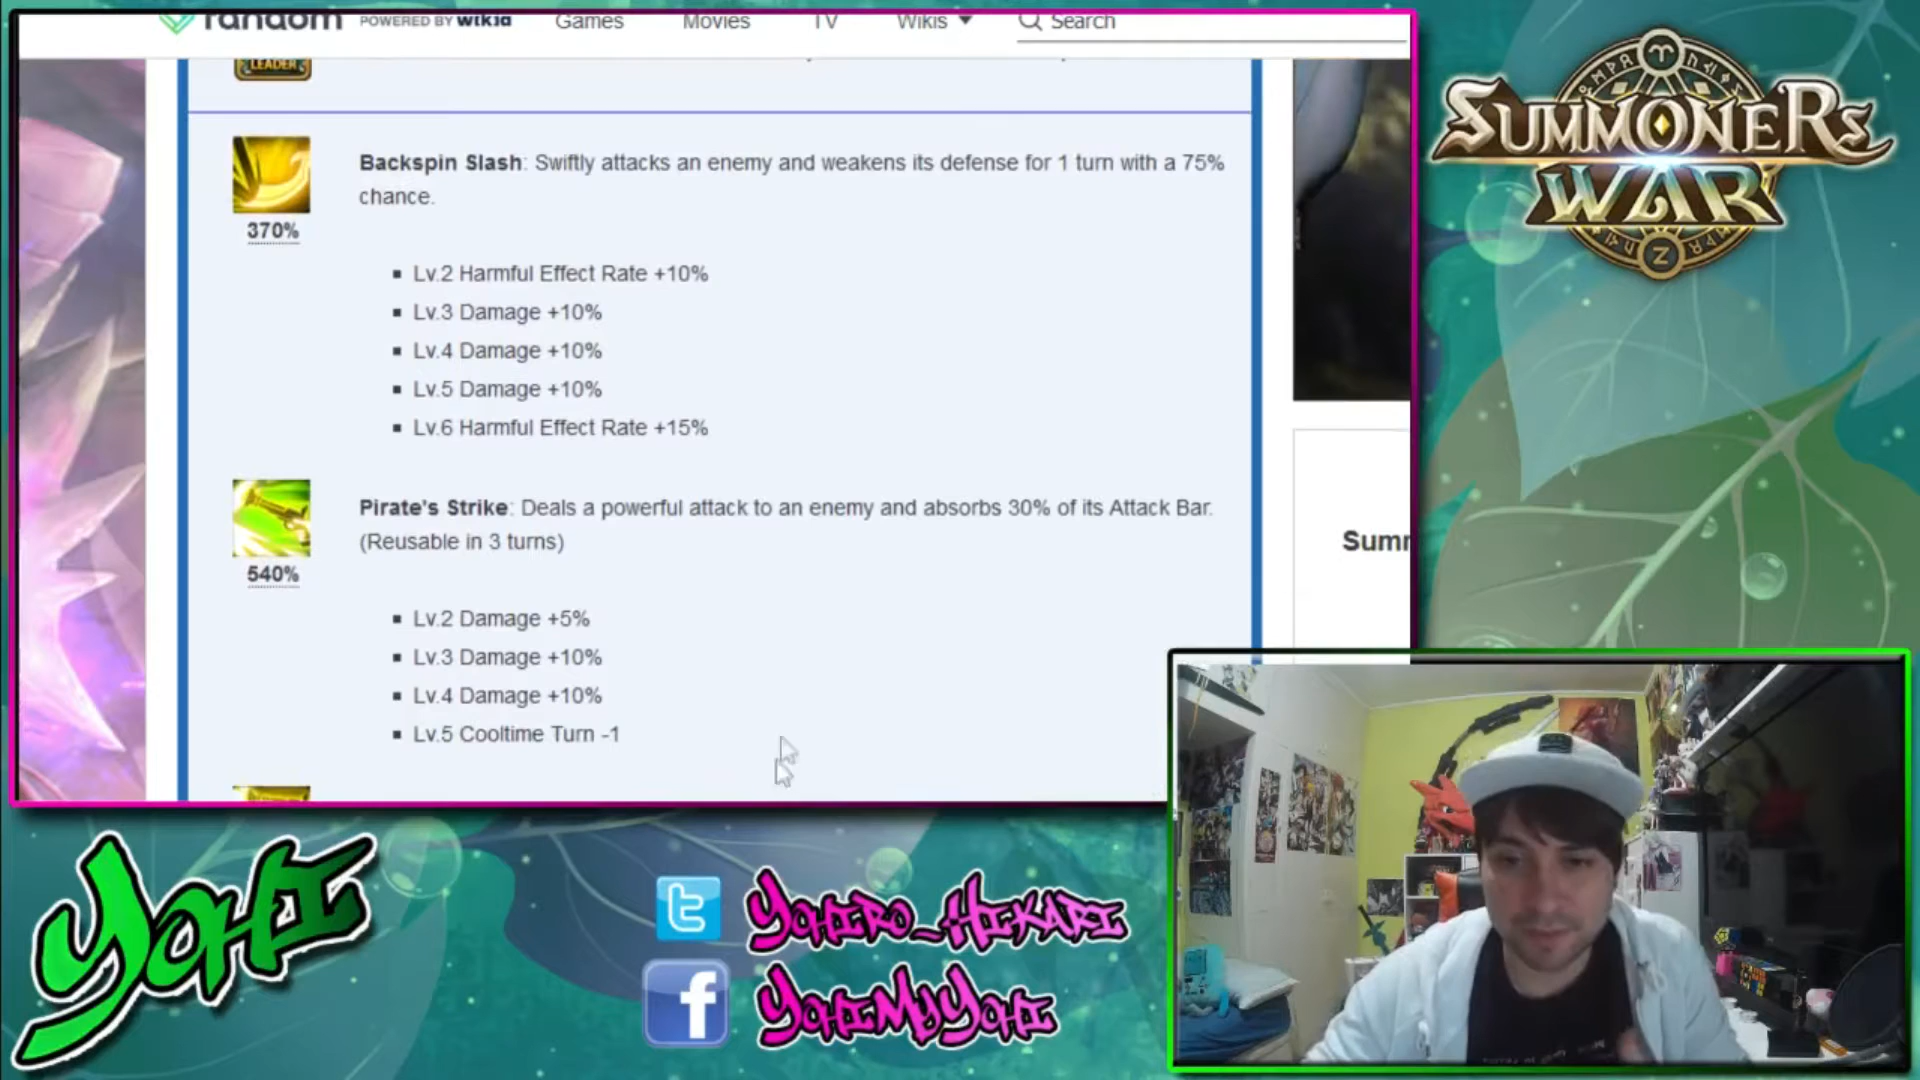 Fandom POWERED BY wikia Games Movies TV Wikis Search
LEADER
Backspin Slash: Swiftly attacks an enemy and weakens its defense for 1 turn with a 75%
chance.
370%
Lv.2 Harmful Effect Rate +10%
Lv.3 Damage +10%
Lv.4 Damage +10%
Lv.5 Damage +10%
Lv.6 Harmful Effect Rate +15%
Pirate's Strike: Deals a powerful attack to an enemy and absorbs 30% of its Attack Bar.
(Reusable in 3 turns)
540%
Lv.2 Damage +5%
Lv.3 Damage +10%
Lv.4 Damage +10%
Lv.5 Cooltime Turn -1
Summ
SUMMONERS
WAR
YOHI
YOHIRO_HIKARI
f YOHIMYYOHI